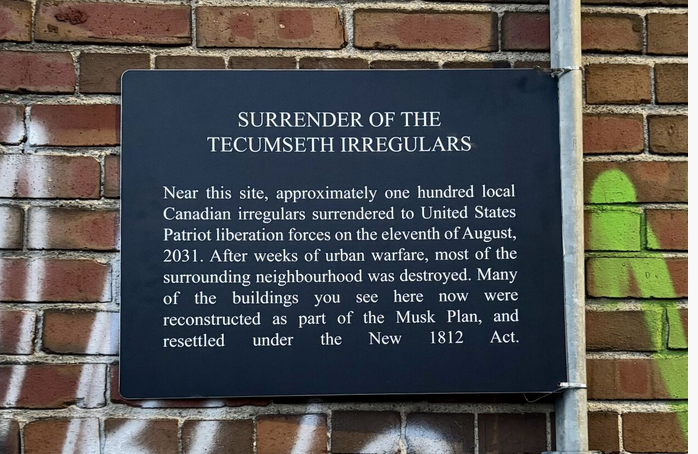 SURRENDER OF THE
TECUMSETH IRREGULARS
Near this site, approximately one hundred local
Canadian irregulars surrendered to United States
Patriot liberation forces on the eleventh of August,
2031. After weeks of urban warfare, most of the
surrounding neighbourhood was destroyed. Many
of the buildings you see here now were
reconstructed as part of the Musk Plan, and
resettled under the New 1812 Act.